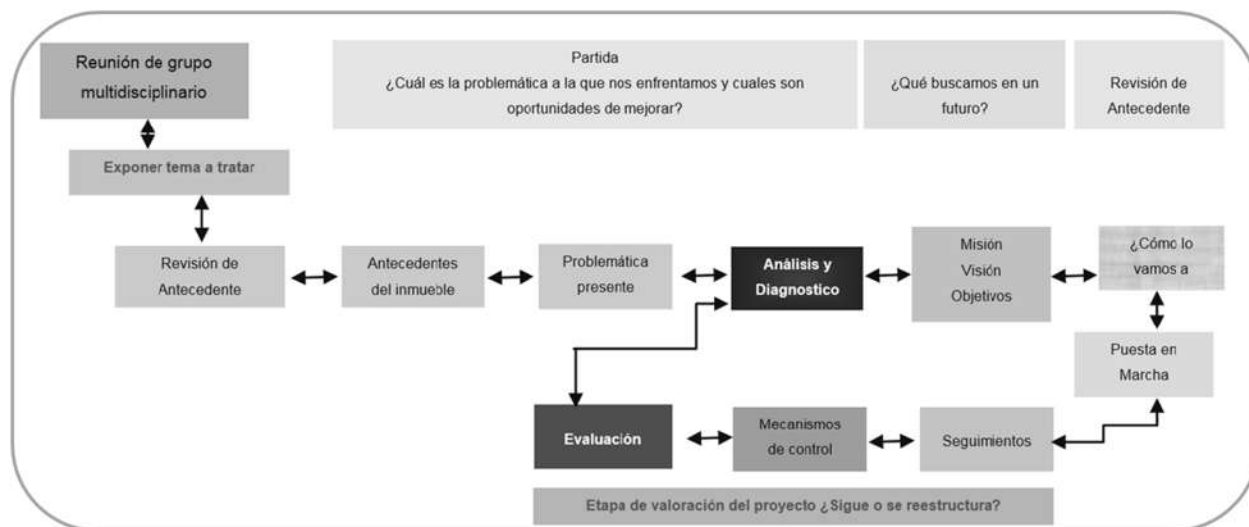 Reunión de grupo
multidisciplinario
Partida
¿Cuál es la problemática a la que nos enfrentamos y cuales son
oportunidades de mejorar?
¿Qué buscamos en un
futuro?
Revisión de
Antecedente
Exponer tema a tratar
Revisión de
Antecedente
Antecedentes
del inmueble
Problemática
presente
Análisis y
Diagnostico
Misión
Visión
Objetivos
¿Cómo lo
vamos a
Puesta en
Marcha
Evaluación
Mecanismos
de control
Seguimientos
Etapa de valoración del proyecto ¿Sigue o se reestructura?